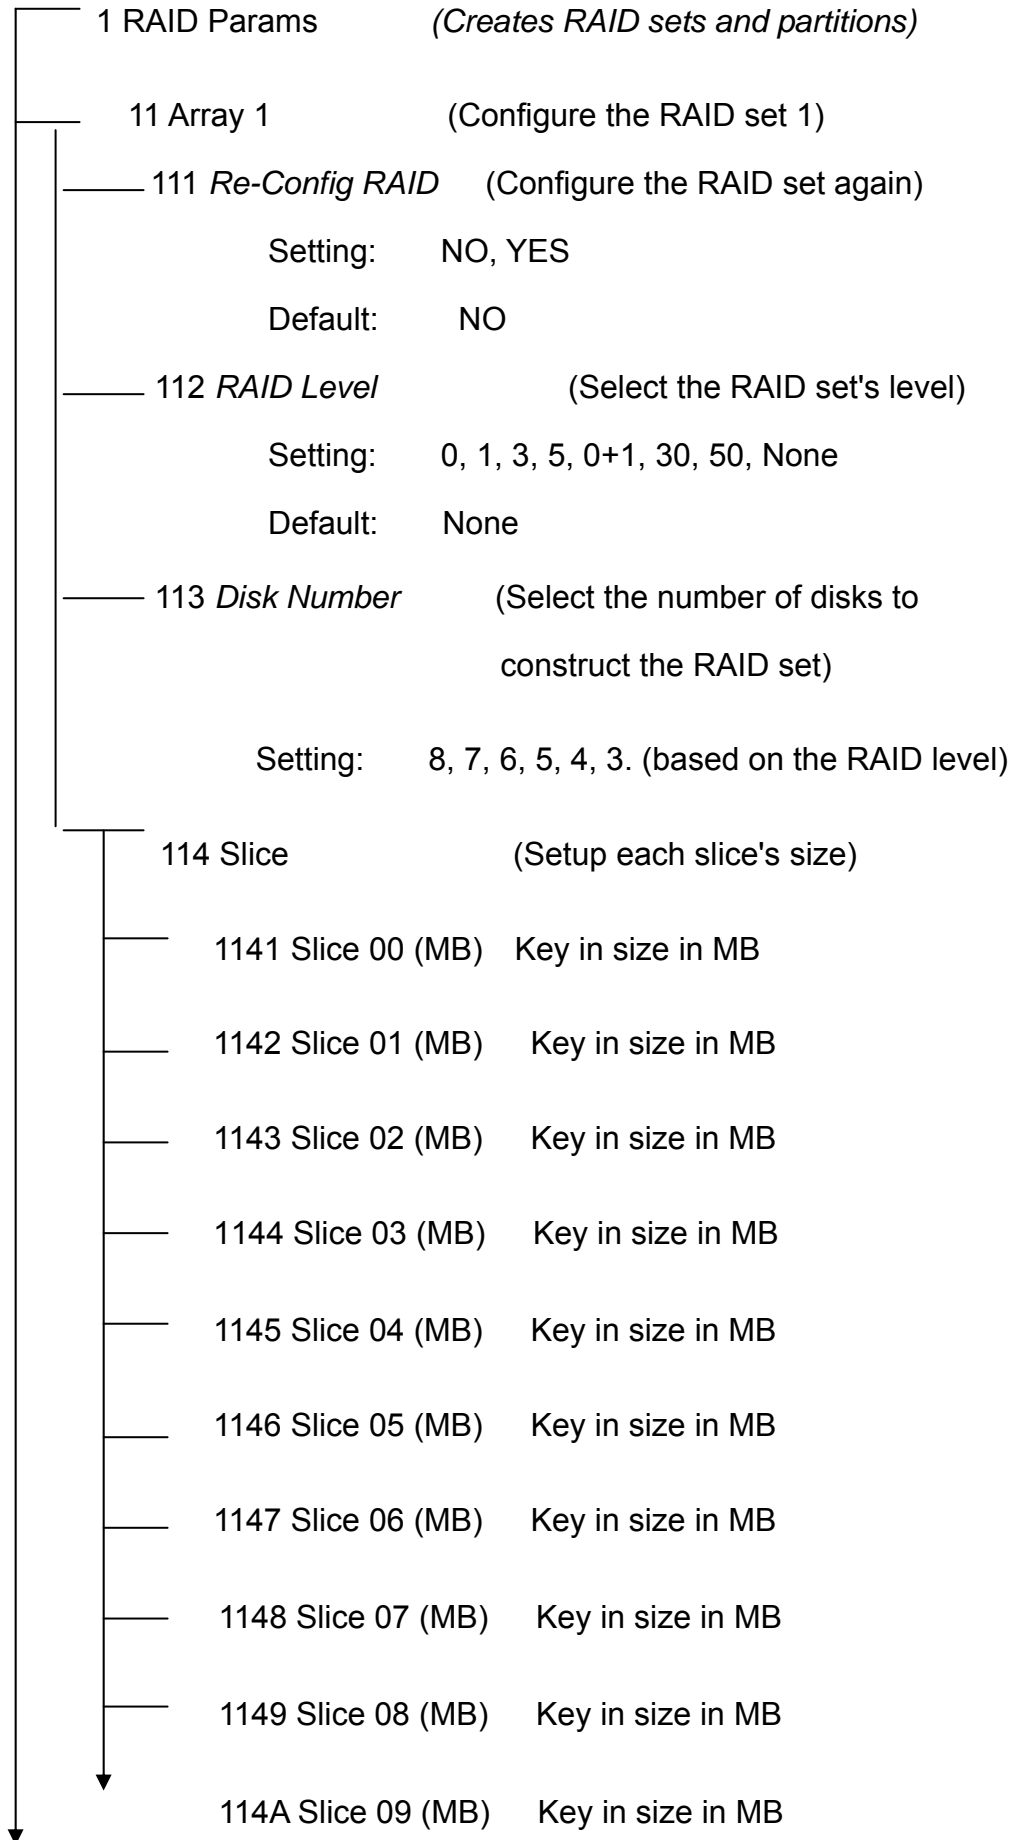 1 RAID Params (Creates RAID sets and partitions)
11 Array 1 (Configure the RAID set 1)
111 Re-Config RAID (Configure the RAID set again)
Setting: NO, YES
Default: NO
112 RAID Level (Select the RAID set's level)
Setting: 0, 1, 3, 5, 0+1, 30, 50, None
Default: None
113 Disk Number (Select the number of disks to
construct the RAID set)
Setting: 8, 7, 6, 5, 4, 3. (based on the RAID level)
114 Slice (Setup each slice's size)
1141 Slice 00 (MB) Key in size in MB
1142 Slice 01 (MB) Key in size in MB
1143 Slice 02 (MB) Key in size in MB
1144 Slice 03 (MB) Key in size in MB
1145 Slice 04 (MB) Key in size in MB
1146 Slice 05 (MB) Key in size in MB
1147 Slice 06 (MB) Key in size in MB
1148 Slice 07 (MB) Key in size in MB
1149 Slice 08 (MB) Key in size in MB
114A Slice 09 (MB) Key in size in MB